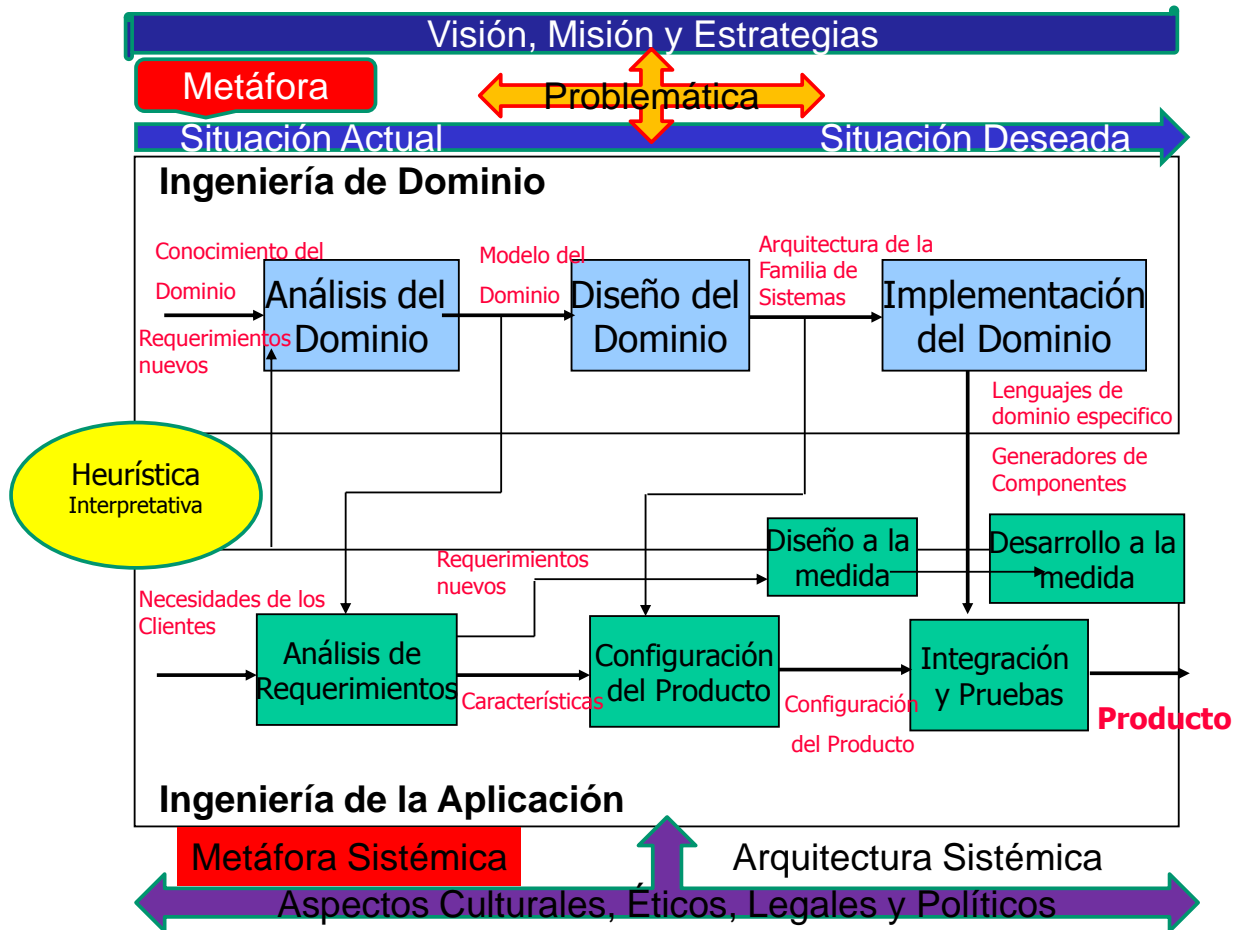 Visión, Misión y Estrategias
Metáfora
Problemática
Situación Actual
Situación Deseada
Ingeniería de Dominio
Conocimiento del
Dominio
Requerimientos
nuevos
Análisis del
Dominio
Modelo del
Dominio
Diseño del
Dominio
Arquitectura de la
Familia de
Sistemas
Implementación
del Dominio
Lenguajes de
dominio especifico
Generadores de
Componentes
Heurística
Interpretativa
Requerimientos
nuevos
Diseño a la
medida
Desarrollo a la
medida
Necesidades de los
Clientes
Análisis de
Requerimientos
Características
Configuración
del Producto
Configuración
del Producto
Integración
y Pruebas
Producto
Ingeniería de la Aplicación
Metáfora Sistémica
Arquitectura Sistémica
Aspectos Culturales, Éticos, Legales y Políticos